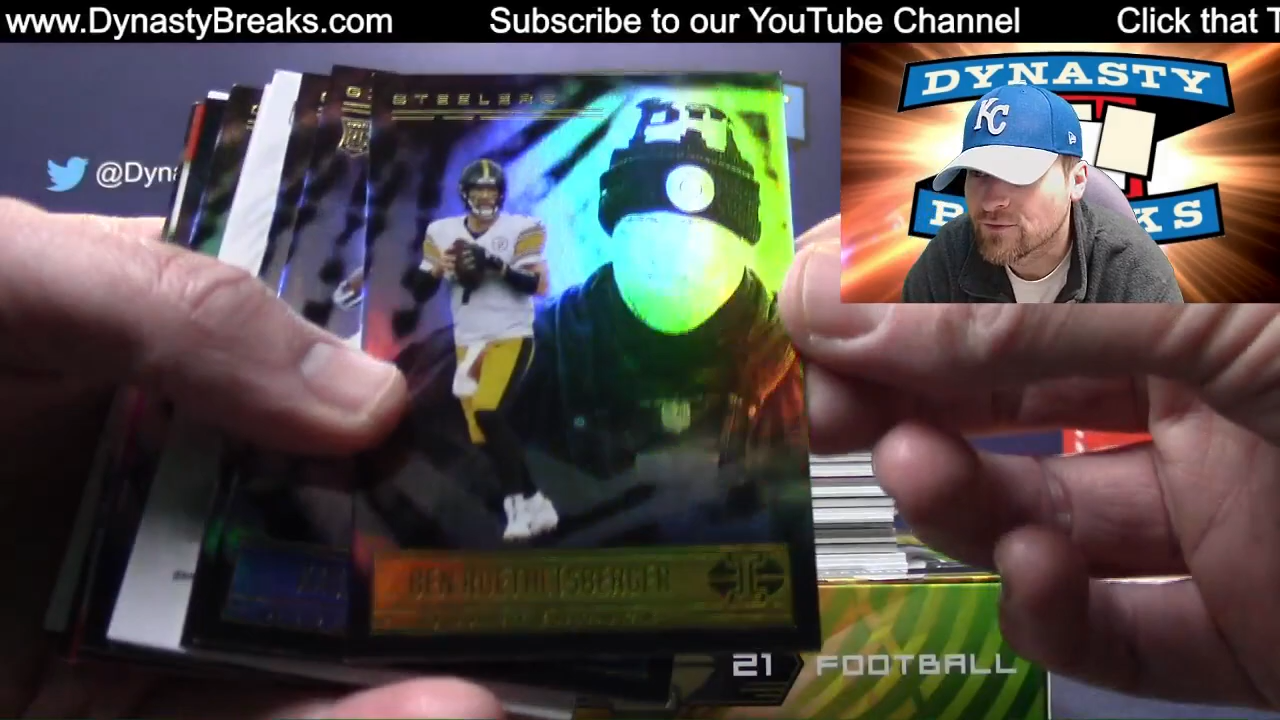 www.DynastyBreaks.com Subscribe to our YouTube Channel Click that T
DYNASTY
KC
@Dyna
STEELERS
BEN ROETHLISBERGER
21 FOOTBALL